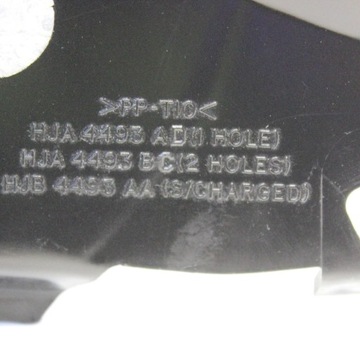 >PP-T10<
HJA 4493 AD(1 HOLE)
HJA 4493 BC(2 HOLES)
HJB 4493 AA (S/CHARGED)